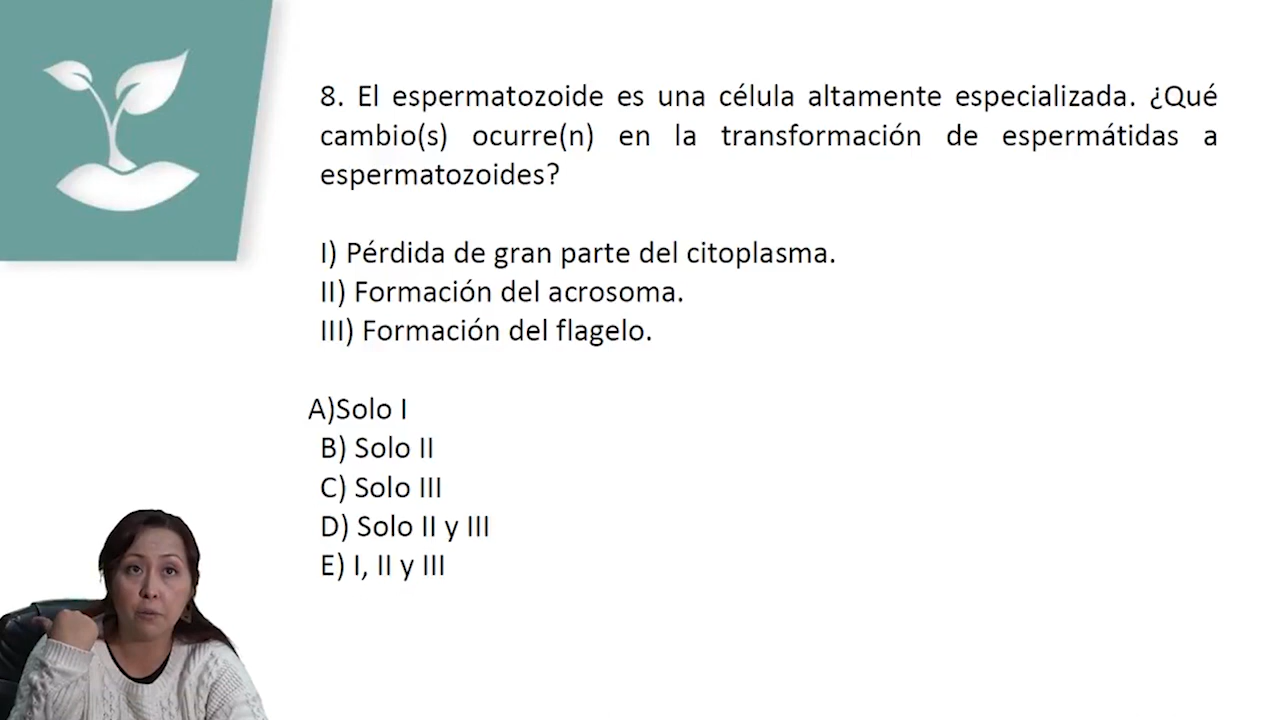 8. El espermatozoide es una célula altamente especializada. ¿Qué
cambio(s) ocurre(n) en la transformación de espermátidas a
espermatozoides?
I) Pérdida de gran parte del citoplasma.
II) Formación del acrosoma.
III) Formación del flagelo.
A)Solo I
B) Solo II
C) Solo III
D) Solo II y III
E) I, II y III